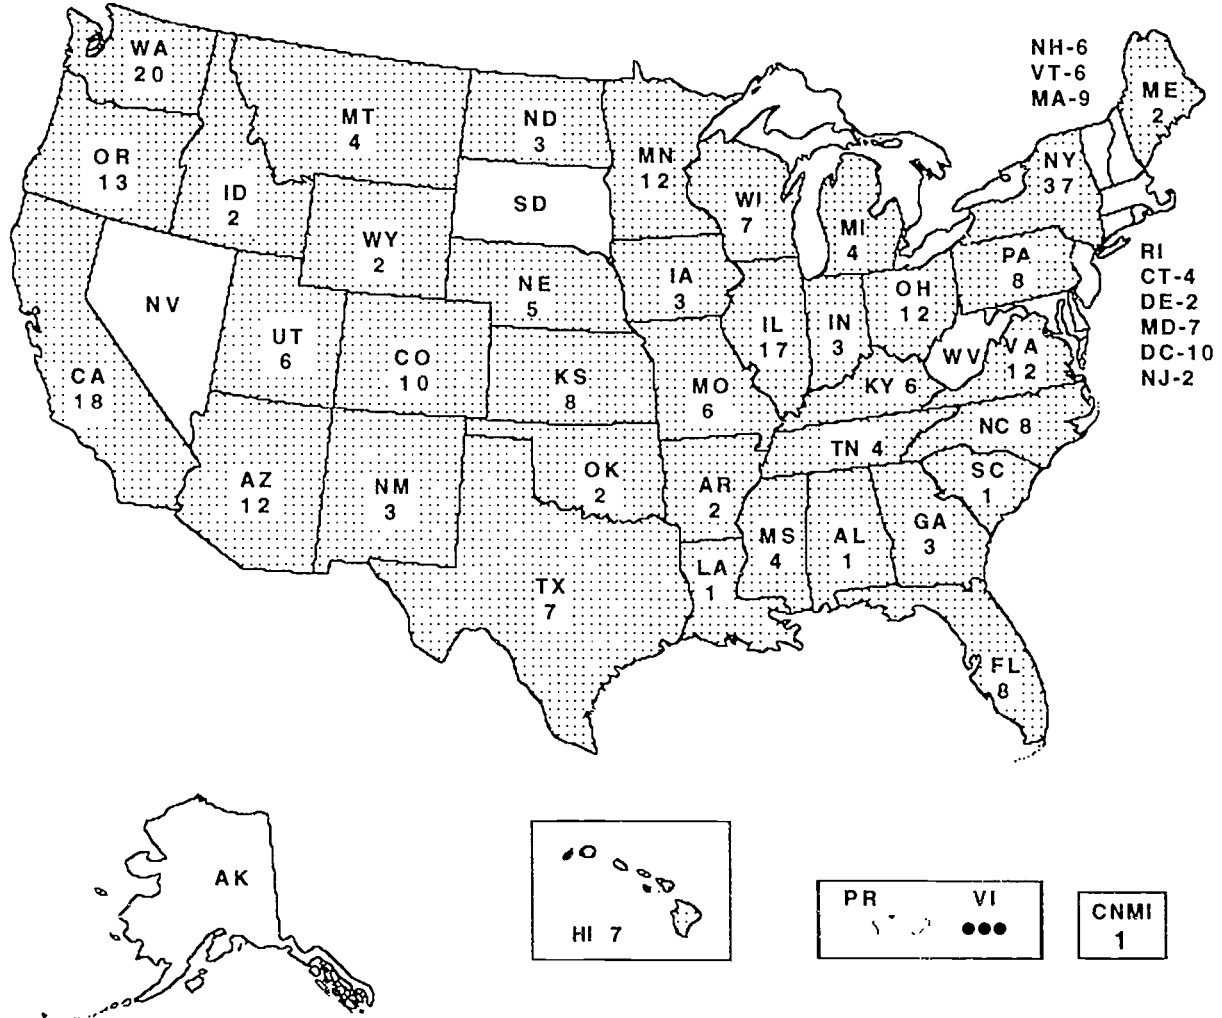 WA
20
NH-6
VT-6
MA-9
ME
2
MT
4
ND
3
OR
13
MN
12
NY
37
ID
2
SD
WI
7
WY
2
MI
4
PA
8
RI
CT-4
DE-2
MD-7
DC-10
NJ-2
NV
NE
5
IA
3
OH
12
UT
6
CO
10
IL
17
IN
3
WV
VA
12
CA
18
KS
8
MO
6
KY 6
NC 8
TN 4
AZ
12
NM
3
OK
2
AR
2
SC
1
GA
3
MS
4
AL
1
LA
1
TX
7
FL
8
AK
HI 7
PR
VI
CNMI
1